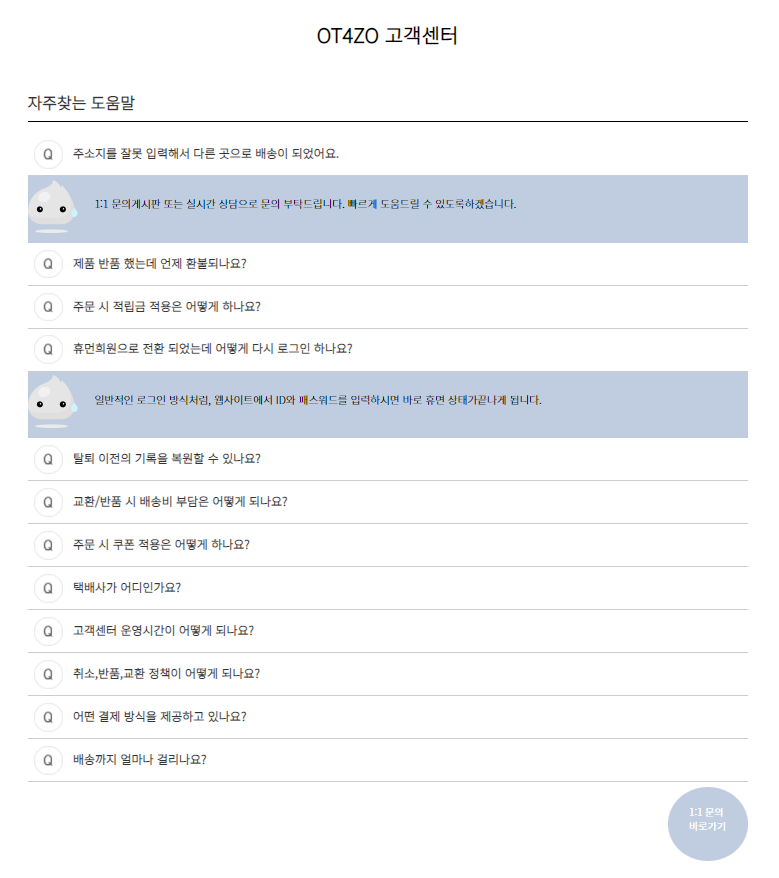 OT4ZO 고객센터
자주찾는 도움말
Q 주소지를 잘못 입력해서 다른 곳으로 배송이 되었어요.
1:1 문의게시판 또는 실시간 상담으로 문의 부탁드립니다. 빠르게 도움드릴 수 있도록하겠습니다.
Q 제품 반품 했는데 언제 환불되나요?
Q 주문 시 적립금 적용은 어떻게 하나요?
Q 휴먼희원으로 전환 되었는데 어떻게 다시 로그인 하나요?
일반적인 로그인 방식처럼, 웹사이트에서 ID와 패스워드를 입력하시면 바로 휴면 상태가끝나게 됩니다.
Q 탈퇴 이전의 기록을 복원할 수 있나요?
Q 교환/반품 시 배송비 부담은 어떻게 되나요?
Q 주문 시 쿠폰 적용은 어떻게 하나요?
Q 택배사가 어디인가요?
Q 고객센터 운영시간이 어떻게 되나요?
Q 취소,반품,교환 정책이 어떻게 되나요?
Q 어떤 결제 방식을 제공하고 있나요?
Q 배송까지 얼마나 걸리나요?
1:1 문의
바로가기